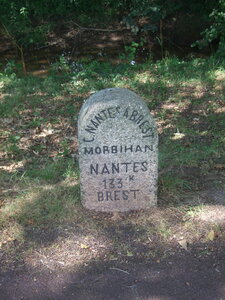 C. NANTES A BREST
MORBIHAN
NANTES
133 K
BREST